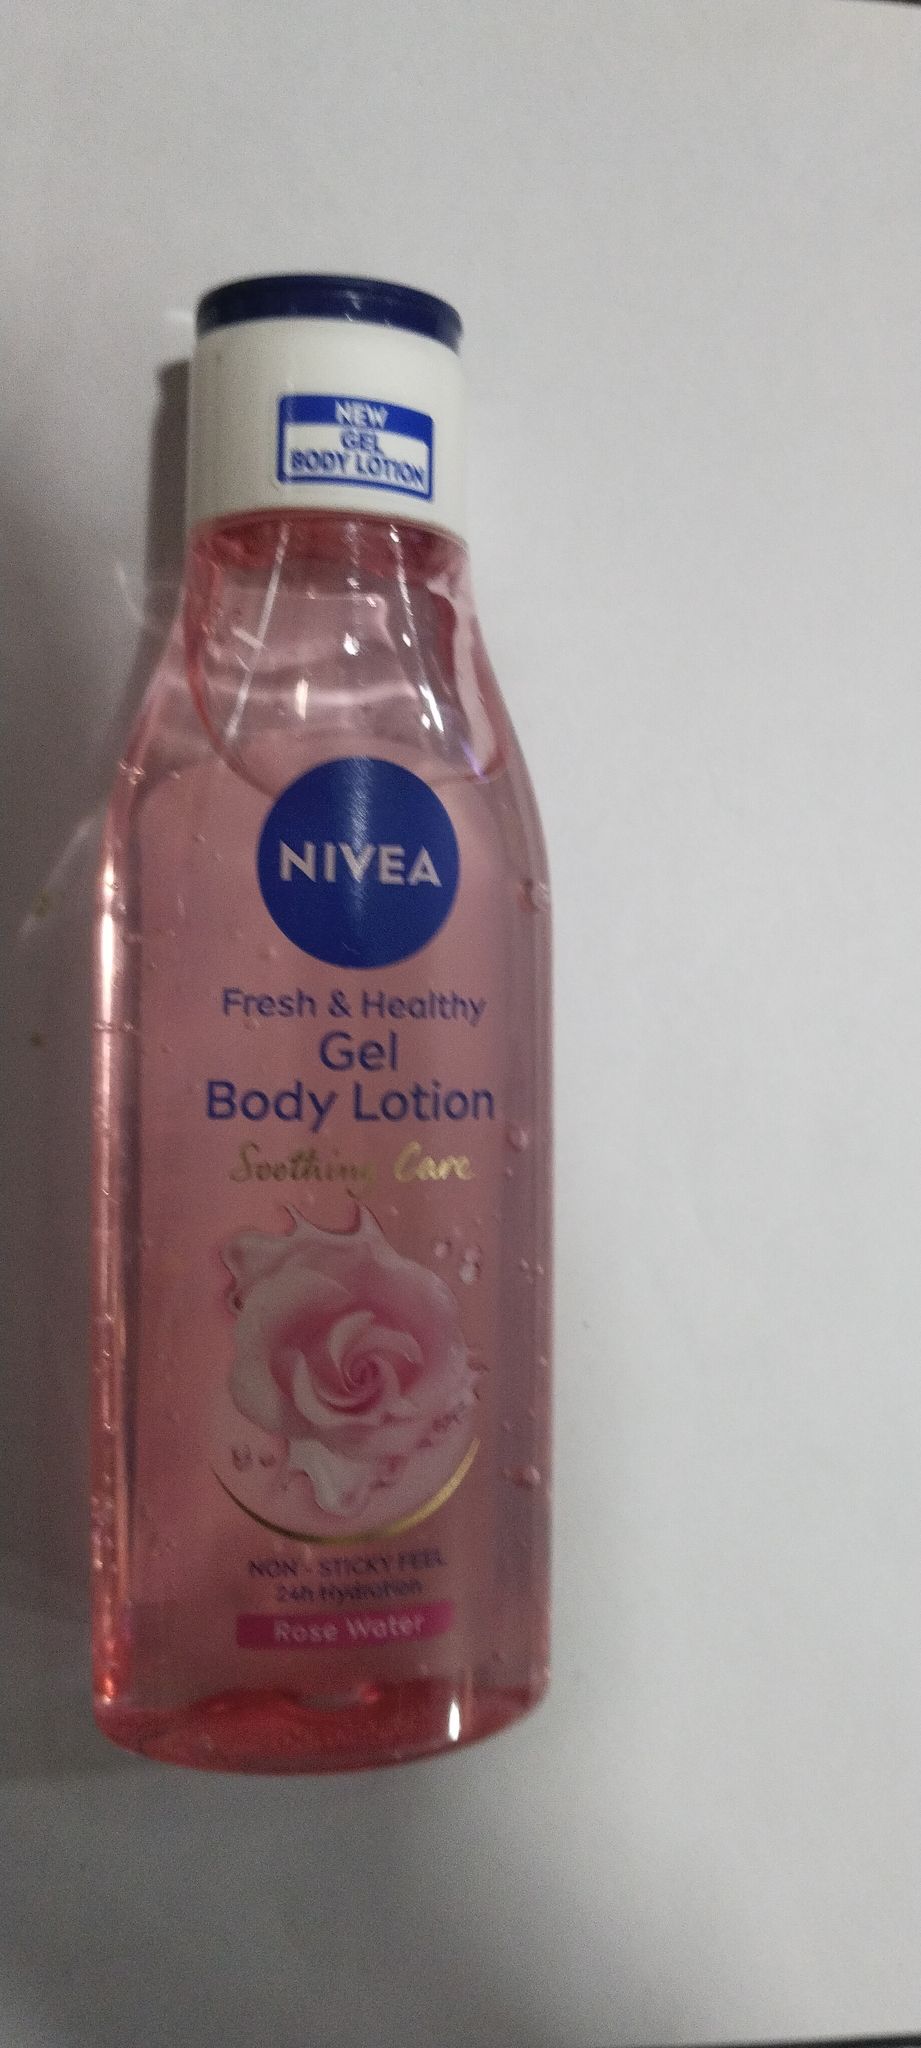 NEW
GEL
BODY LOTION
NIVEA
Fresh & Healthy
Gel
Body Lotion
Soothing Care
NON - STICKY FEEL
24h Hydration
Rose Water